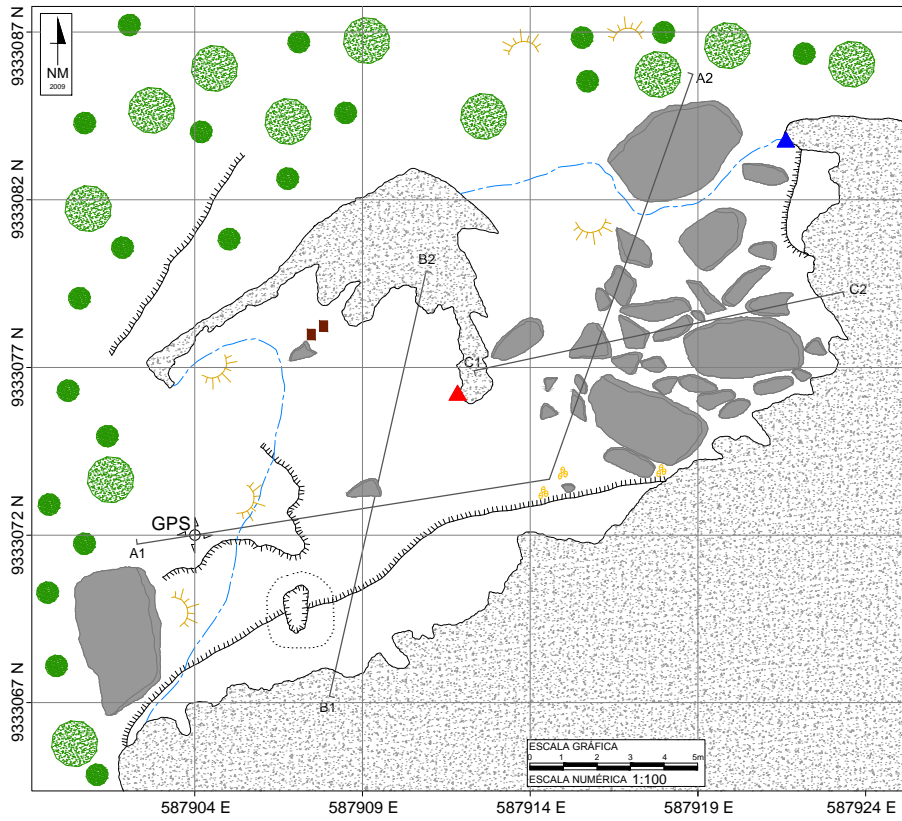 9333087 N
9333082 N
9333077 N
9333072 N
9333067 N
NM
2009
A2
B2
C2
C1
GPS
A1
B1
ESCALA GRÁFICA
0 1 2 3 4 5m
ESCALA NUMÉRICA 1:100
587904 E 587909 E 587914 E 587919 E 587924 E